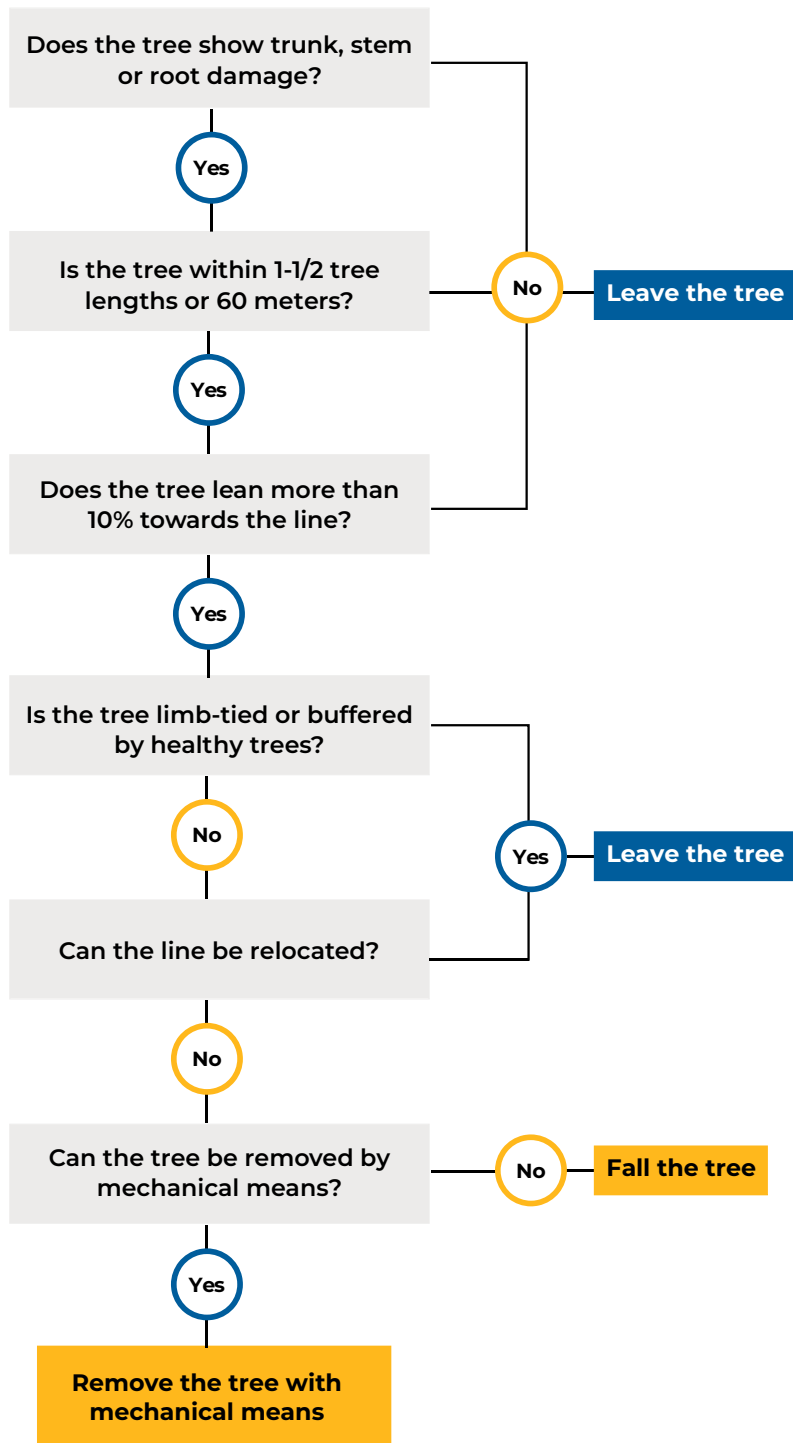 Does the tree show trunk, stem
or root damage?
Yes
Is the tree within 1-1/2 tree
lengths or 60 meters?
No
Leave the tree
Yes
Does the tree lean more than
10% towards the line?
Yes
Is the tree limb-tied or buffered
by healthy trees?
No
Yes
Leave the tree
Can the line be relocated?
No
Can the tree be removed by
mechanical means?
No
Fall the tree
Yes
Remove the tree with
mechanical means